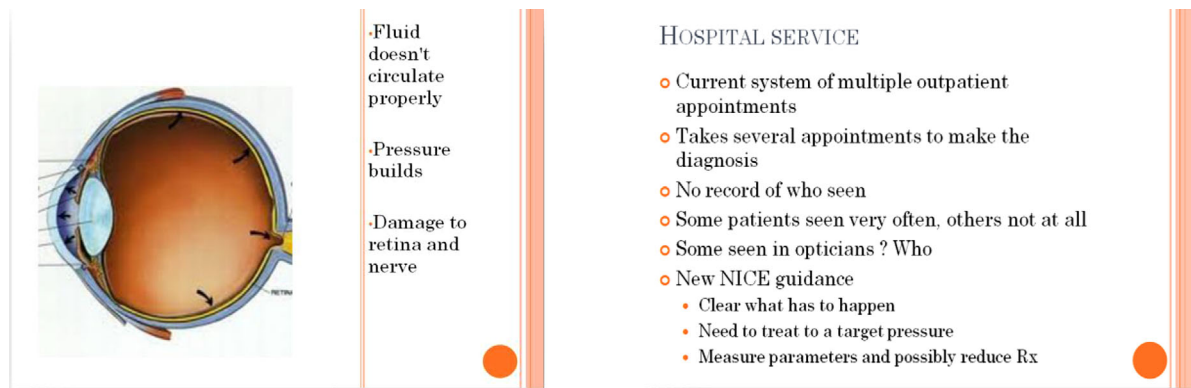 •Fluid
doesn't
circulate
properly
•Pressure
builds
•Damage to
retina and
nerve
RETINA
HOSPITAL SERVICE
Current system of multiple outpatient
appointments
Takes several appointments to make the
diagnosis
No record of who seen
Some patients seen very often, others not at all
Some seen in opticians ? Who
New NICE guidance
• Clear what has to happen
• Need to treat to a target pressure
• Measure parameters and possibly reduce Rx